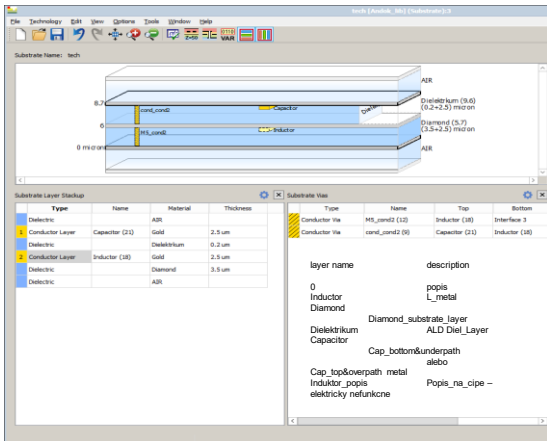 tech [Andok_Ms] (Substrate):3
File Technology Edit View Options Tools Window Help
Substrate Name: tech
AIR
8.7
cond_cond2
Capacitor
Dielektrikum (9.6)
(0.2+2.5) micron
6
M5_cond2
Inductor
Diamond (5.7)
(3.5+2.5) micron
0 micron
AIR
Substrate Layer Stackup
Type Name Material Thickness
Dielectric AIR
1 Conductor Layer Capacitor (21) Gold 2.5 um
Dielectric Dielektrikum 0.2 um
2 Conductor Layer Inductor (18) Gold 2.5 um
Dielectric Diamond 3.5 um
Dielectric AIR
Substrate Vias
Type Name Top Bottom
Conductor Via M5_cond2 (12) Inductor (18) Interface 3
Conductor Via cond_cond2 (9) Capacitor (21) Inductor (18)
layer name description
0 popis
Inductor L_metal
Diamond
Diamond_substrate_layer
Dielektrikum ALD Diel_Layer
Capacitor
Cap_bottom&underpath
alebo
Cap_top&overpath metal
Induktor_popis Popis_na_cipe –
elektricky nefunkcne